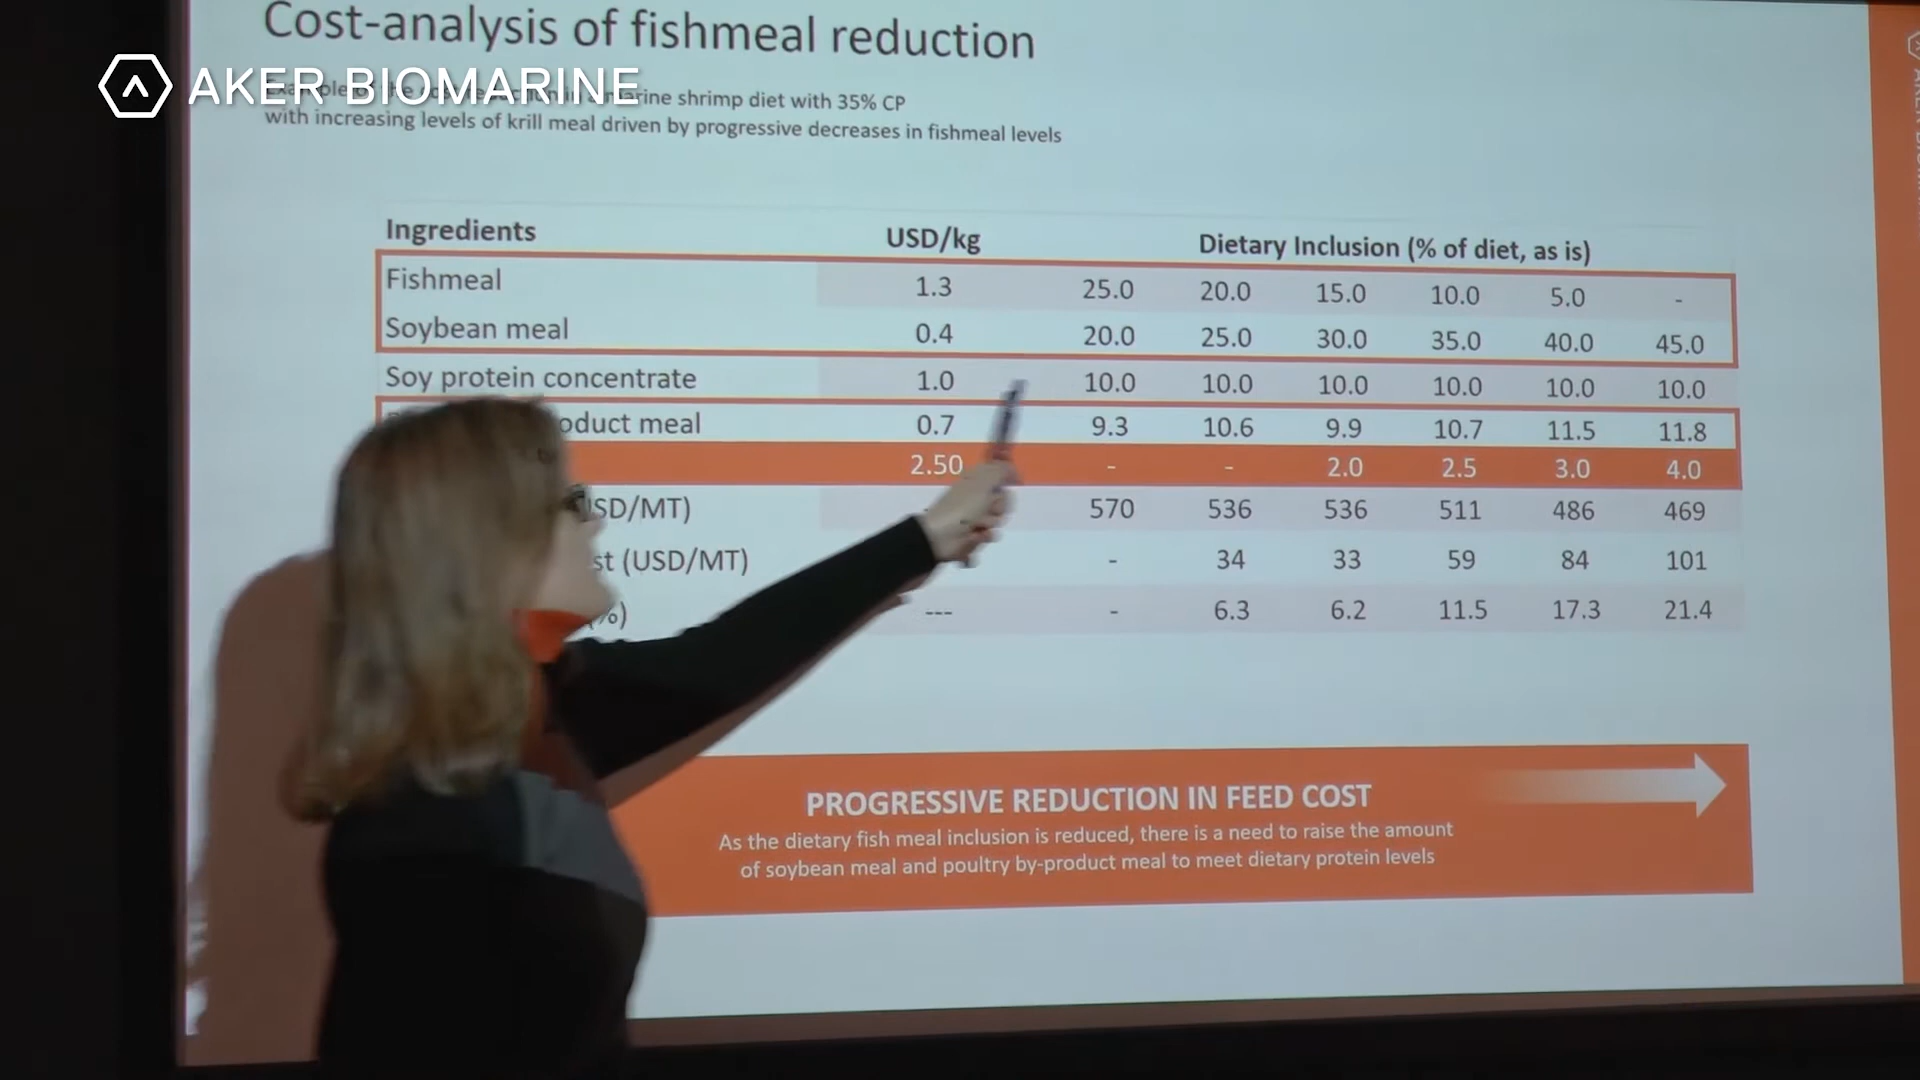 Cost-analysis of fishmeal reduction
AKER BIOMARINE
shrimp diet with 35% CP
with increasing levels of krill meal driven by progressive decreases in fishmeal levels
Ingredients USD/kg Dietary Inclusion (% of diet, as is)
Fishmeal 1.3 25.0 20.0 15.0 10.0 5.0 -
Soybean meal 0.4 20.0 25.0 30.0 35.0 40.0 45.0
Soy protein concentrate 1.0 10.0 10.0 10.0 10.0 10.0 10.0
meal 0.7 9.3 10.6 9.9 10.7 11.5 11.8
2.50 - - 2.0 2.5 3.0 4.0
570 536 536 511 486 469
(USD/MT) - 34 33 59 84 101
--- - 6.3 6.2 11.5 17.3 21.4
PROGRESSIVE REDUCTION IN FEED COST
As the dietary fish meal inclusion is reduced, there is a need to raise the amount
of soybean meal and poultry by-product meal to meet dietary protein levels